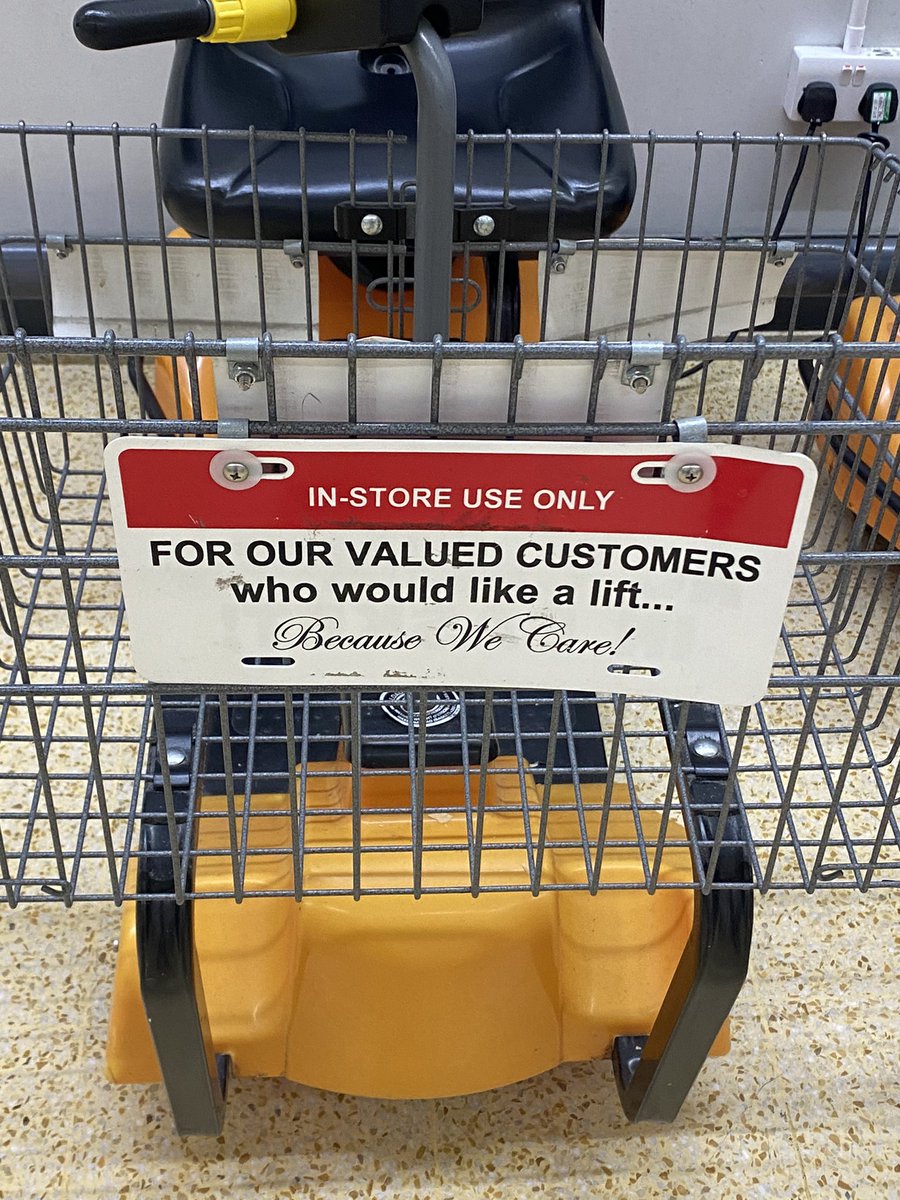 IN-STORE USE ONLY
FOR OUR VALUED CUSTOMERS
who would like a lift...
Because We Care!